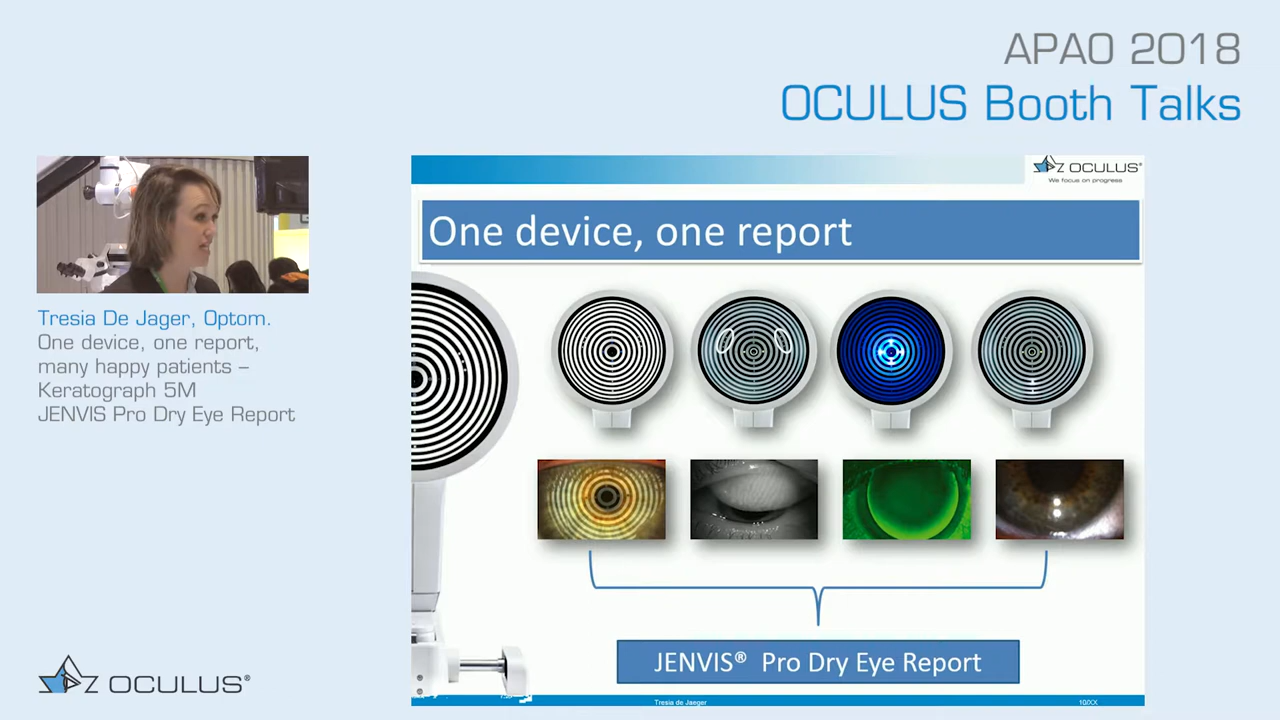 APAO 2018
OCULUS Booth Talks
OCULUS®
We focus on progress
One device, one report
Tresia De Jager, Optom.
One device, one report,
many happy patients –
Keratograph 5M
JENVIS Pro Dry Eye Report
JENVIS® Pro Dry Eye Report
OCULUS®
Tresia de Jaeger
10/XX